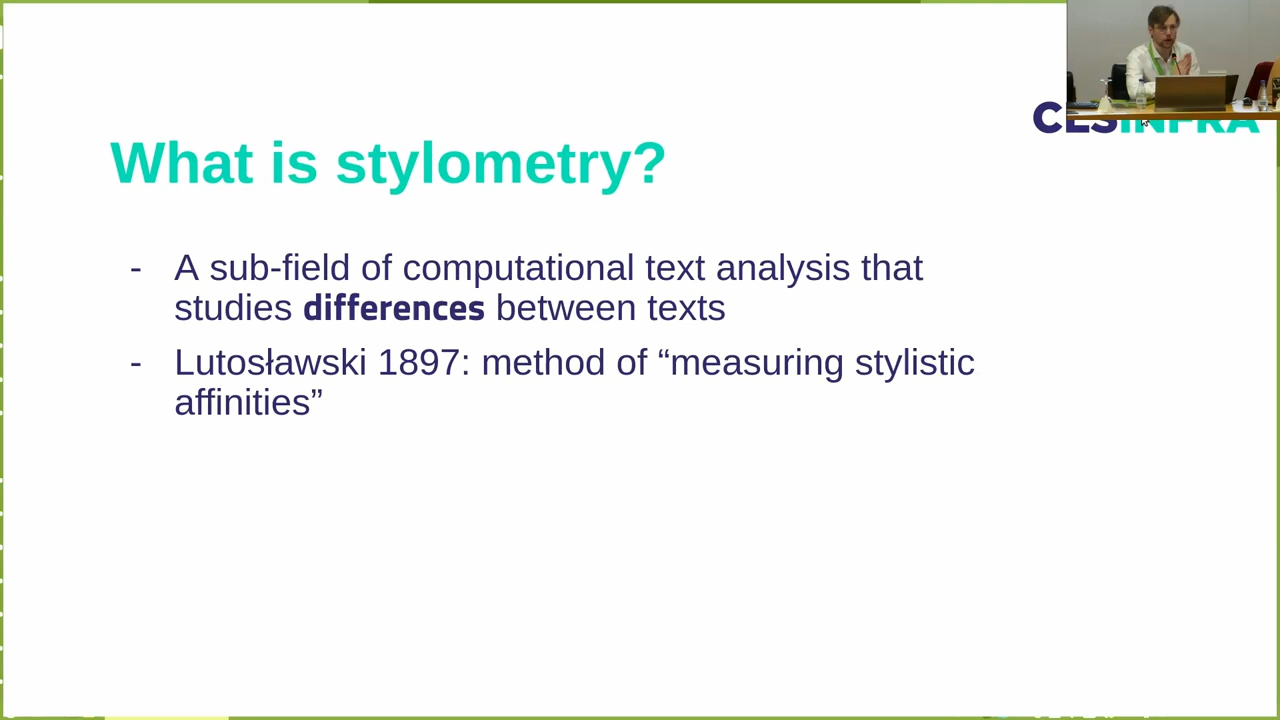 CLSINFRA
What is stylometry?
- A sub-field of computational text analysis that
studies differences between texts
- Lutosławski 1897: method of “measuring stylistic
affinities”